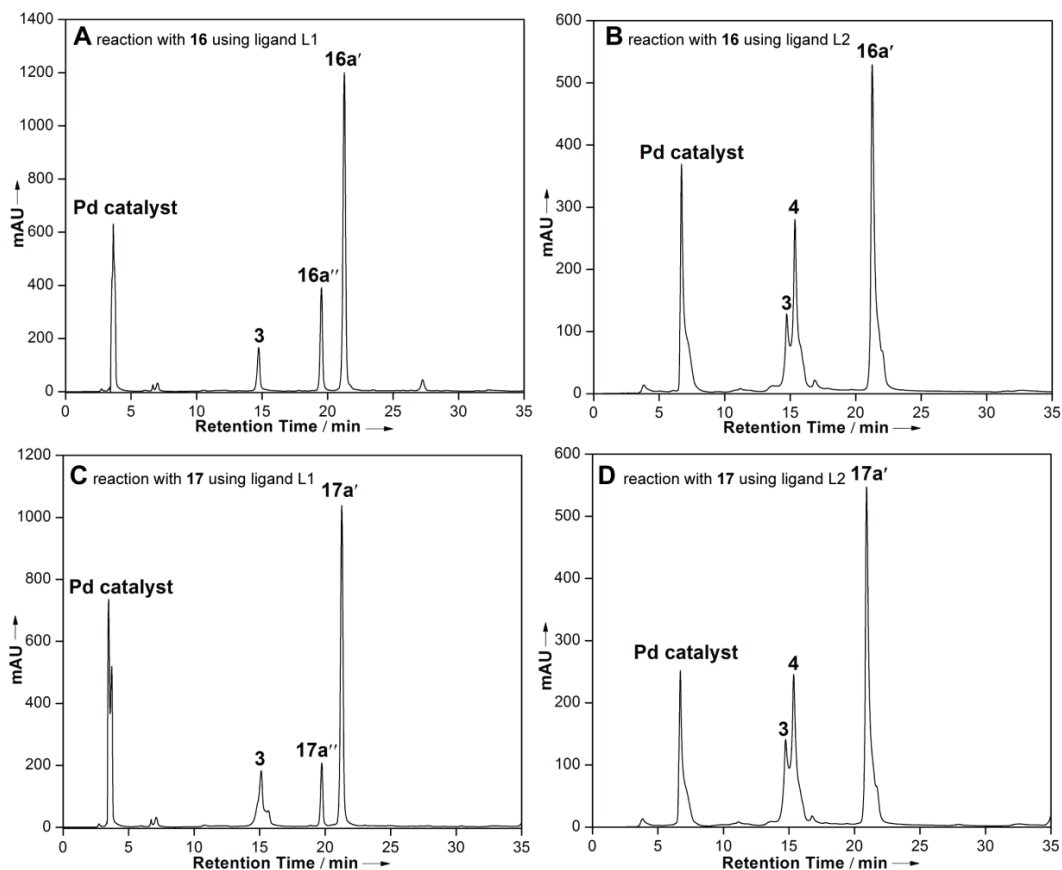 A reaction with 16 using ligand L1
1400
1200
1000
800
600
400
200
0
mAU →
Pd catalyst
3
16a′′
16a′
0 5 10 15 20 25 30 35
Retention Time / min →
B reaction with 16 using ligand L2
600
500
400
300
200
100
0
mAU →
Pd catalyst
3
4
16a′
0 5 10 15 20 25 30 35
Retention Time / min →
C reaction with 17 using ligand L1
1200
1000
800
600
400
200
0
mAU →
Pd catalyst
3
17a′′
17a′
0 5 10 15 20 25 30 35
Retention Time / min →
D reaction with 17 using ligand L2
600
500
400
300
200
100
0
mAU →
Pd catalyst
3
4
17a′
0 5 10 15 20 25 30 35
Retention Time / min →